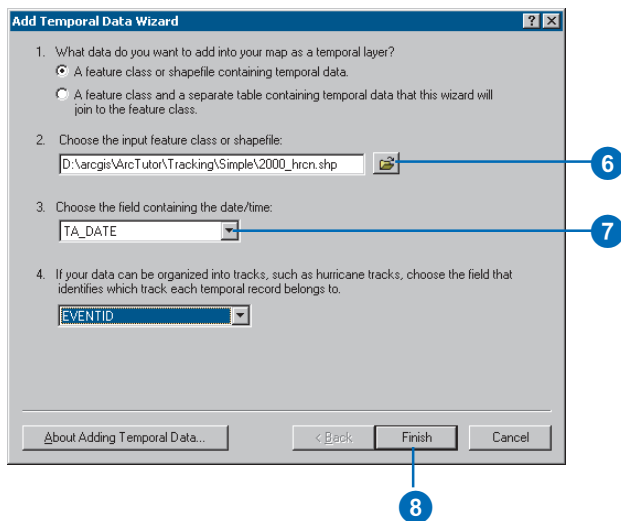 Add Temporal Data Wizard
1. What data do you want to add into your map as a temporal layer?
A feature class or shapefile containing temporal data.
A feature class and a separate table containing temporal data that this wizard will
join to the feature class.
2. Choose the input feature class or shapefile:
D:\arcgis\ArcTutor\Tracking\Simple\2000_hrcn.shp
6
3. Choose the field containing the date/time:
TA_DATE
7
4. If your data can be organized into tracks, such as hurricane tracks, choose the field that
identifies which track each temporal record belongs to.
EVENTID
About Adding Temporal Data...
< Back
Finish
Cancel
8